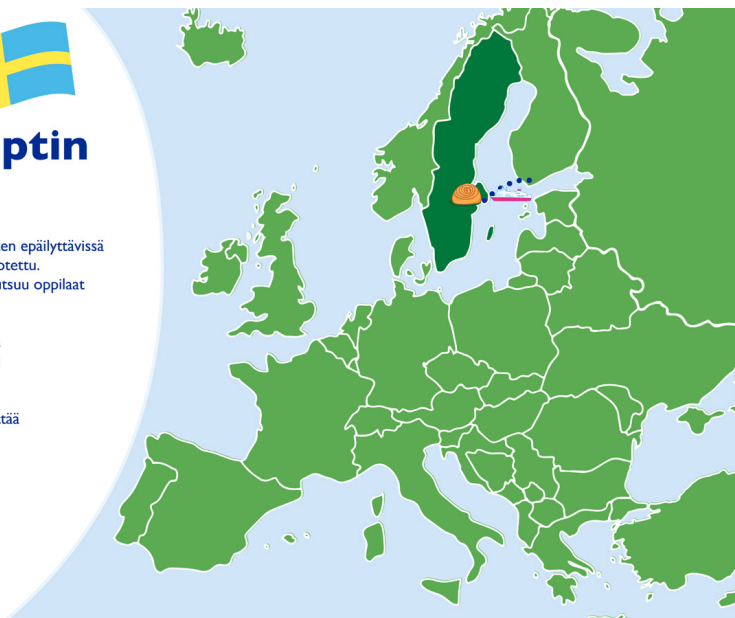 ptin
en epäilyttävissä
otettu.
utsuu oppilaat
tää